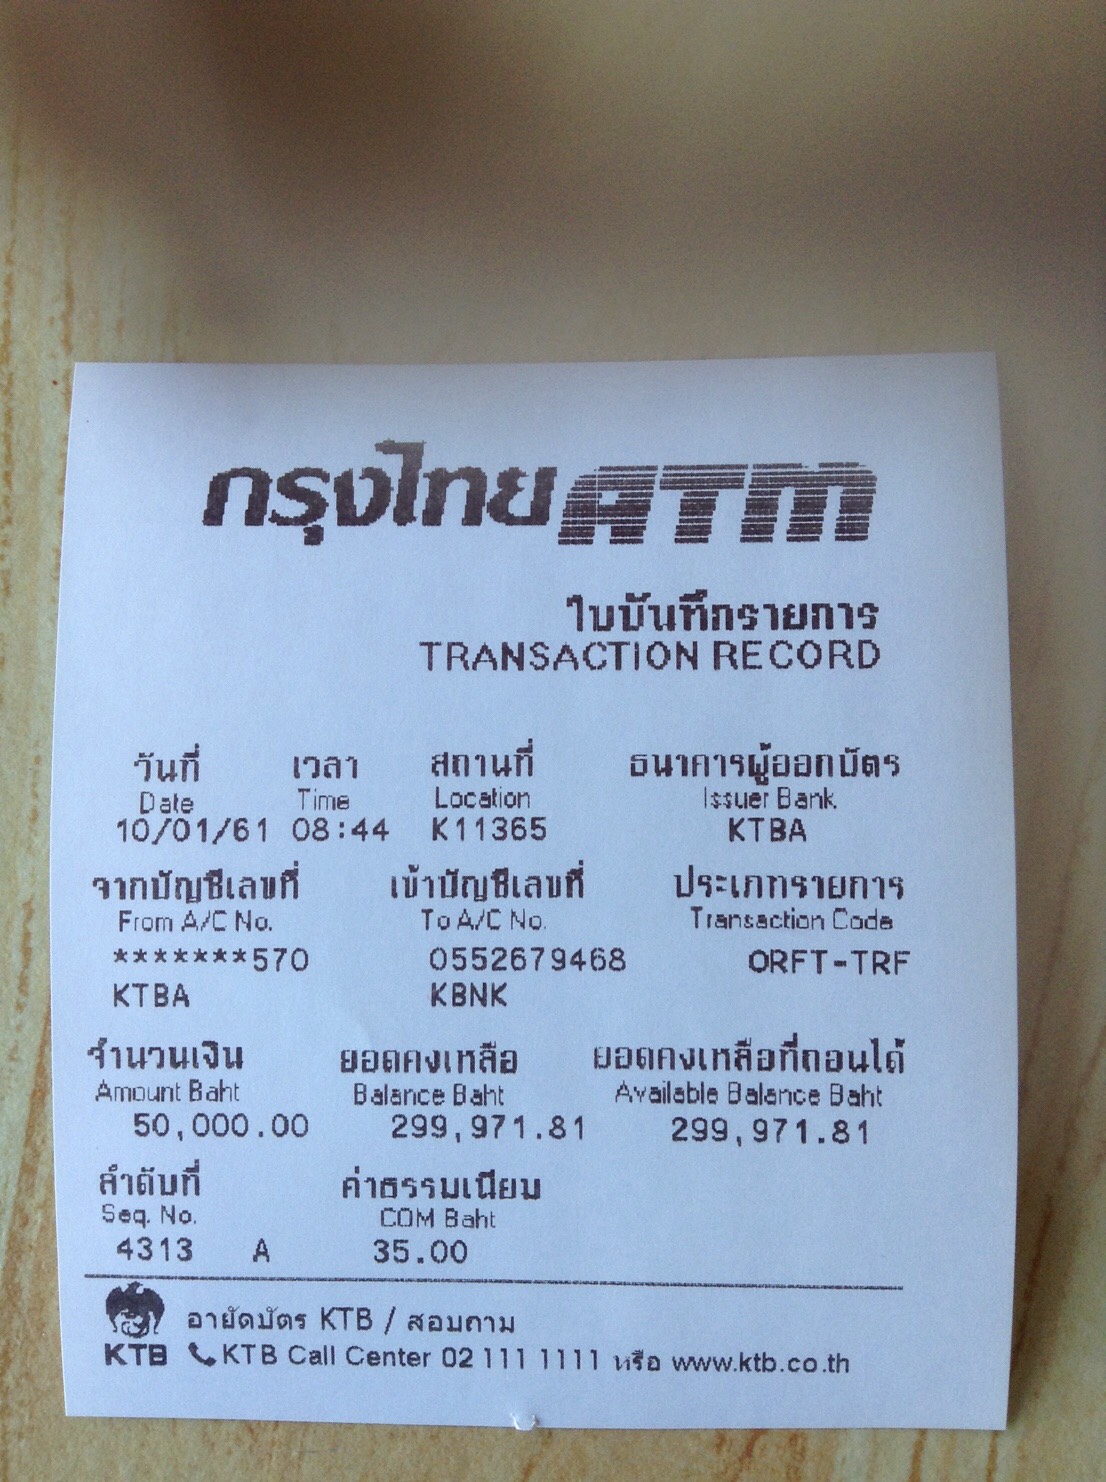 กรุงไทย ATM
ใบบันทึกรายการ
TRANSACTION RECORD
วันที่ เวลา สถานที่ ธนาคารผู้ออกบัตร
Date Time Location Issuer Bank
10/01/61 08:44 K11365 KTBA
จากบัญชีเลขที่ เข้าบัญชีเลขที่ ประเภทรายการ
From A/C No. To A/C No. Transaction Code
*******570 0552679468 ORFT-TRF
KTBA KBNK
จำนวนเงิน ยอดคงเหลือ ยอดคงเหลือที่ถอนได้
Amount Baht Balance Baht Available Balance Baht
50,000.00 299,971.81 299,971.81
ลำดับที่ ค่าธรรมเนียม
Seq. No. COM Baht
4313 A 35.00
อายัดบัตร KTB / สอบถาม
KTB KTB Call Center 02 111 1111 หรือ www.ktb.co.th